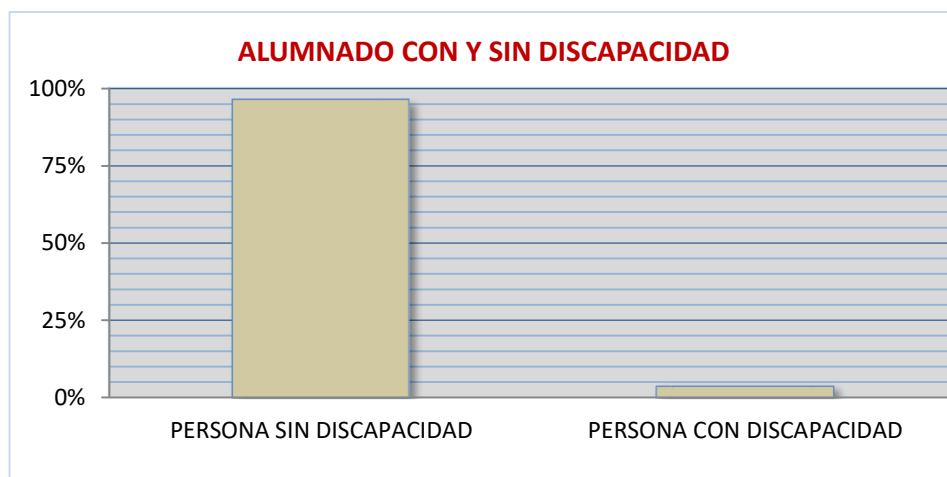 ALUMNADO CON Y SIN DISCAPACIDAD
100%
75%
50%
25%
0%
PERSONA SIN DISCAPACIDAD
PERSONA CON DISCAPACIDAD